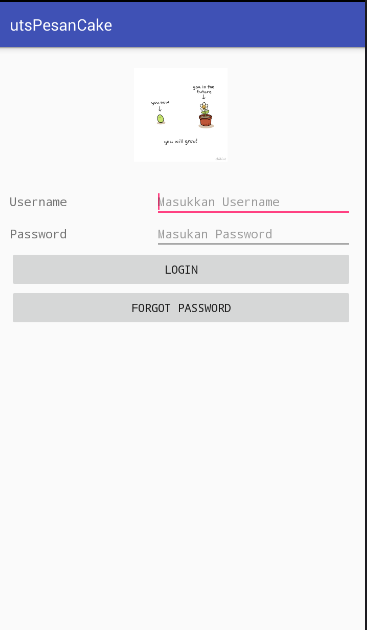 utsPesanCake
you in the
future
you now
you will grow!
Username
Masukkan Username
Password
Masukan Password
LOGIN
FORGOT PASSWORD